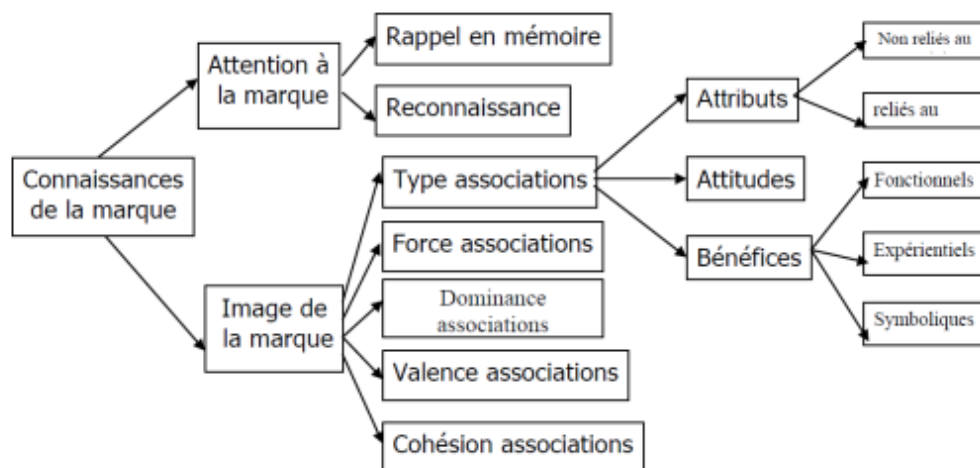 Rappel en mémoire
Non reliés au
Attention à
la marque
Attributs
Reconnaissance
reliés au
Connaissances
de la marque
Type associations
Attitudes
Fonctionnels
Force associations
Bénéfices
Expérientiels
Image de
la marque
Dominance
associations
Symboliques
Valence associations
Cohésion associations